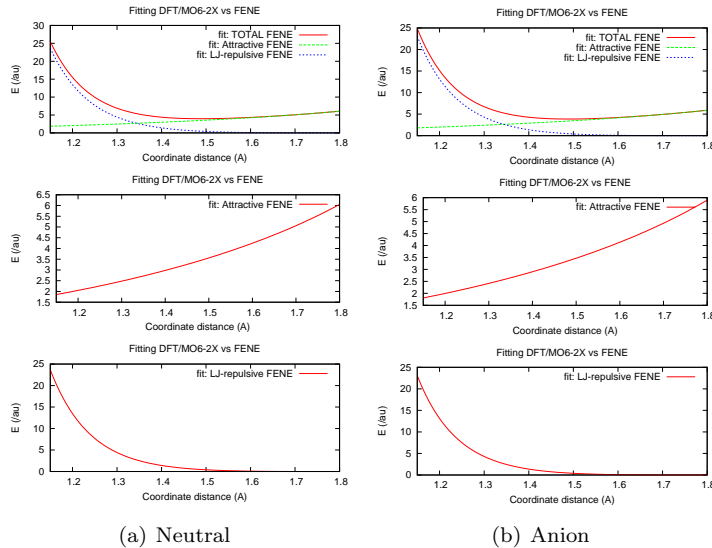 Fitting DFT/MO6-2X vs FENE
fit: TOTAL FENE
fit: Attractive FENE
fit: LJ-repulsive FENE
E (/au)
30
25
20
15
10
5
0
1.2 1.3 1.4 1.5 1.6 1.7 1.8
Coordinate distance (A)
Fitting DFT/MO6-2X vs FENE
fit: Attractive FENE
E (/au)
6.5
6
5.5
5
4.5
4
3.5
3
2.5
2
1.5
1.2 1.3 1.4 1.5 1.6 1.7 1.8
Coordinate distance (A)
Fitting DFT/MO6-2X vs FENE
fit: LJ-repulsive FENE
E (/au)
25
20
15
10
5
0
1.2 1.3 1.4 1.5 1.6 1.7 1.8
Coordinate distance (A)
(a) Neutral
Fitting DFT/MO6-2X vs FENE
fit: TOTAL FENE
fit: Attractive FENE
fit: LJ-repulsive FENE
E (/au)
25
20
15
10
5
0
1.2 1.3 1.4 1.5 1.6 1.7 1.8
Coordinate distance (A)
Fitting DFT/MO6-2X vs FENE
fit: Attractive FENE
E (/au)
6
5.5
5
4.5
4
3.5
3
2.5
2
1.5
1.2 1.3 1.4 1.5 1.6 1.7 1.8
Coordinate distance (A)
Fitting DFT/MO6-2X vs FENE
fit: LJ-repulsive FENE
E (/au)
25
20
15
10
5
0
1.2 1.3 1.4 1.5 1.6 1.7 1.8
Coordinate distance (A)
(b) Anion